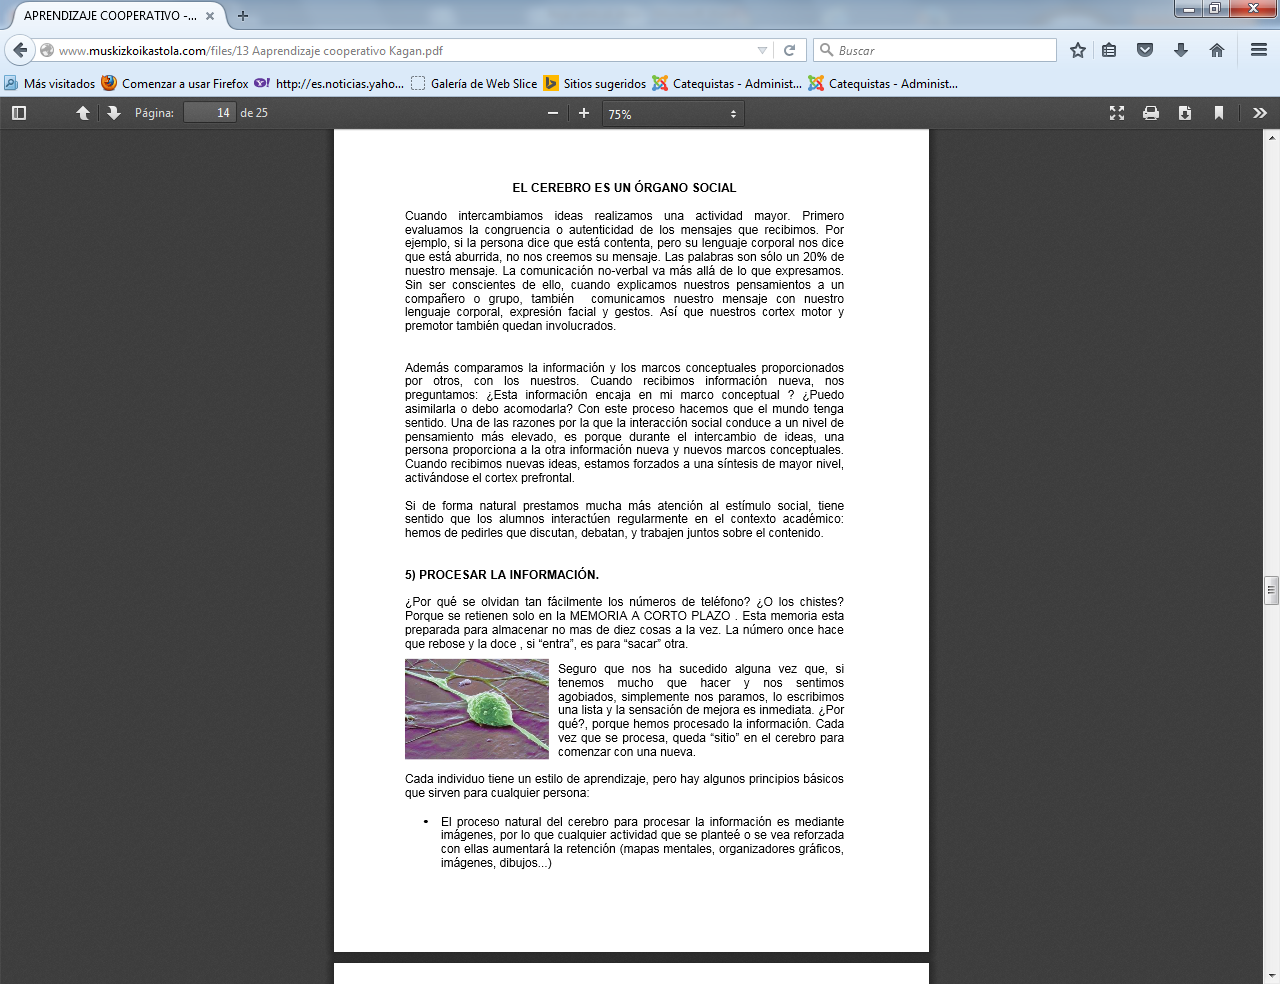 APRENDIZAJE COOPERATIVO -...
www.muskizkoikastola.com/files/13 Aaprendizaje cooperativo Kagan.pdf
Buscar
Más visitados Comenzar a usar Firefox http://es.noticias.yaho... Galería de Web Slice Sitios sugeridos Catequistas - Administ... Catequistas - Administ...
Página: 14 de 25 75%
EL CEREBRO ES UN ÓRGANO SOCIAL
Cuando intercambiamos ideas realizamos una actividad mayor. Primero
evaluamos la congruencia o autenticidad de los mensajes que recibimos. Por
ejemplo, si la persona dice que está contenta, pero su lenguaje corporal nos dice
que está aburrida, no nos creemos su mensaje. Las palabras son sólo un 20% de
nuestro mensaje. La comunicación no-verbal va más allá de lo que expresamos.
Sin ser conscientes de ello, cuando explicamos nuestros pensamientos a un
compañero o grupo, también comunicamos nuestro mensaje con nuestro
lenguaje corporal, expresión facial y gestos. Así que nuestros cortex motor y
premotor también quedan involucrados.
Además comparamos la información y los marcos conceptuales proporcionados
por otros, con los nuestros. Cuando recibimos información nueva, nos
preguntamos: ¿Esta información encaja en mi marco conceptual ? ¿Puedo
asimilarla o debo acomodarla? Con este proceso hacemos que el mundo tenga
sentido. Una de las razones por la que la interacción social conduce a un nivel de
pensamiento más elevado, es porque durante el intercambio de ideas, una
persona proporciona a la otra información nueva y nuevos marcos conceptuales.
Cuando recibimos nuevas ideas, estamos forzados a una síntesis de mayor nivel,
activándose el cortex prefrontal.
Si de forma natural prestamos mucha más atención al estímulo social, tiene
sentido que los alumnos interactúen regularmente en el contexto académico:
hemos de pedirles que discutan, debatan, y trabajen juntos sobre el contenido.
5) PROCESAR LA INFORMACIÓN.
¿Por qué se olvidan tan fácilmente los números de teléfono? ¿O los chistes?
Porque se retienen solo en la MEMORIA A CORTO PLAZO . Esta memoria esta
preparada para almacenar no mas de diez cosas a la vez. La número once hace
que rebose y la doce , si “entra”, es para “sacar” otra.
Seguro que nos ha sucedido alguna vez que, si
tenemos mucho que hacer y nos sentimos
agobiados, simplemente nos paramos, lo escribimos
una lista y la sensación de mejora es inmediata. ¿Por
qué?, porque hemos procesado la información. Cada
vez que se procesa, queda “sitio” en el cerebro para
comenzar con una nueva.
Cada individuo tiene un estilo de aprendizaje, pero hay algunos principios básicos
que sirven para cualquier persona:
• El proceso natural del cerebro para procesar la información es mediante
imágenes, por lo que cualquier actividad que se planteé o se vea reforzada
con ellas aumentará la retención (mapas mentales, organizadores gráficos,
imágenes, dibujos...)